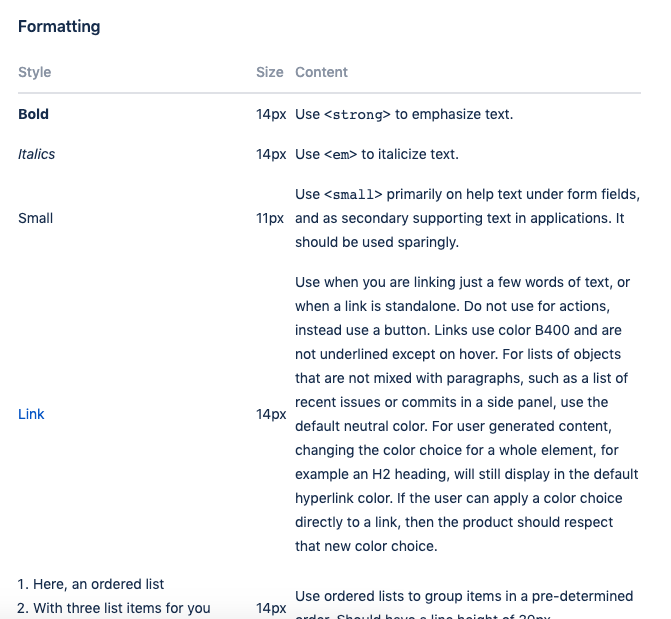 Formatting
Style Size Content
Bold 14px Use <strong> to emphasize text.
Italics 14px Use <em> to italicize text.
Use <small> primarily on help text under form fields,
Small 11px and as secondary supporting text in applications. It
should be used sparingly.
Use when you are linking just a few words of text, or
when a link is standalone. Do not use for actions,
instead use a button. Links use color B400 and are
not underlined except on hover. For lists of objects
that are not mixed with paragraphs, such as a list of
recent issues or commits in a side panel, use the
Link 14px default neutral color. For user generated content,
changing the color choice for a whole element, for
example an H2 heading, will still display in the default
hyperlink color. If the user can apply a color choice
directly to a link, then the product should respect
that new color choice.
1. Here, an ordered list
Use ordered lists to group items in a pre-determined
2. With three list items for you 14px
order. Should have a line height of 20px